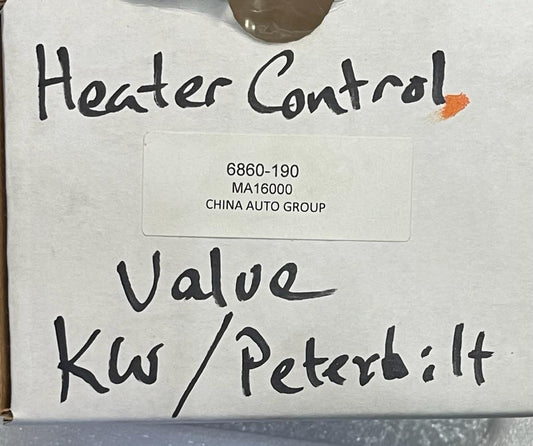 Heater Control
6860-190
MA16000
CHINA AUTO GROUP
Value
KW/Peterbilt